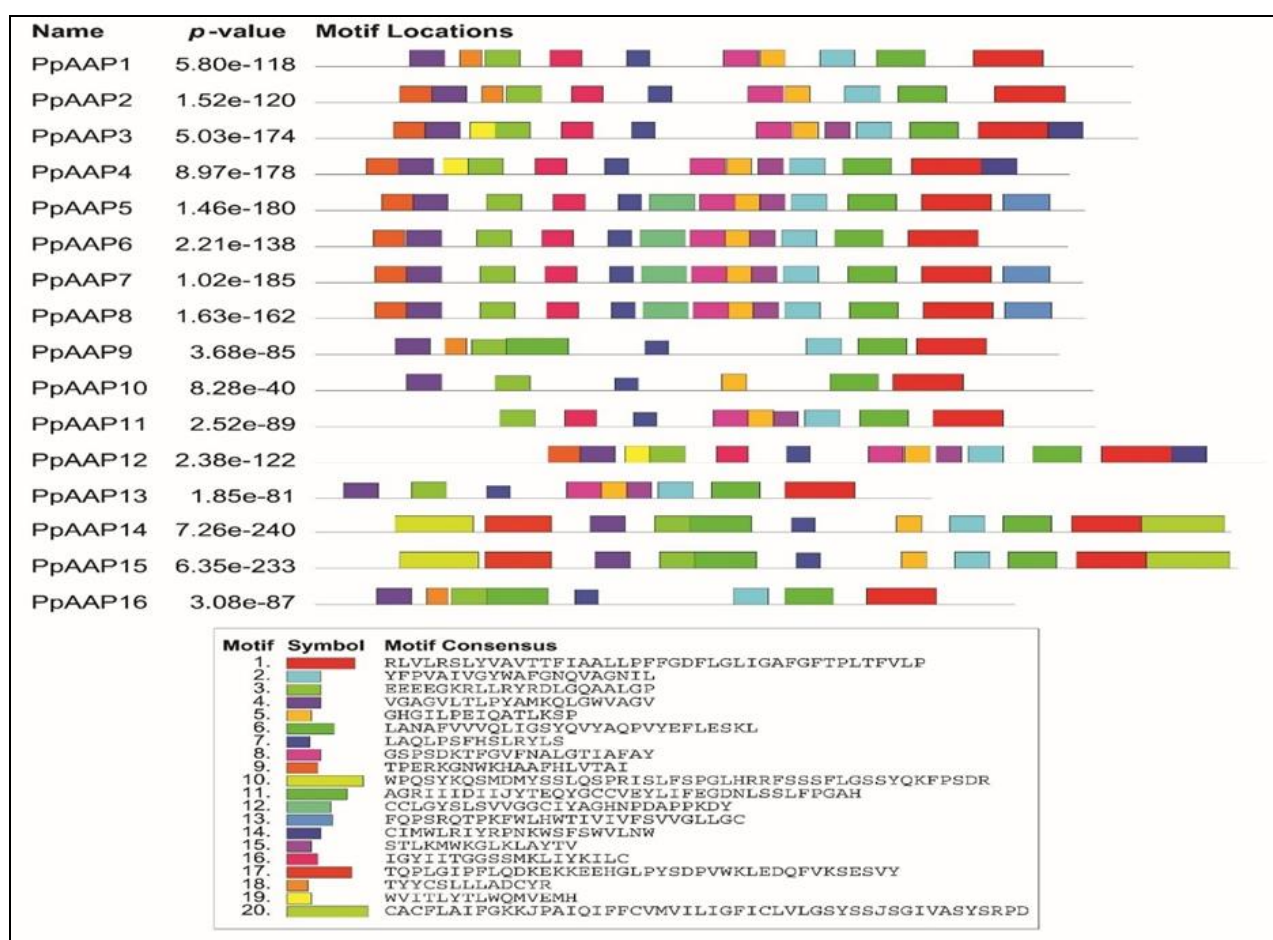 Name p-value Motif Locations
PpAAP1 5.80e-118
PpAAP2 1.52e-120
PpAAP3 5.03e-174
PpAAP4 8.97e-178
PpAAP5 1.46e-180
PpAAP6 2.21e-138
PpAAP7 1.02e-185
PpAAP8 1.63e-162
PpAAP9 3.68e-85
PpAAP10 8.28e-40
PpAAP11 2.52e-89
PpAAP12 2.38e-122
PpAAP13 1.85e-81
PpAAP14 7.26e-240
PpAAP15 6.35e-233
PpAAP16 3.08e-87
Motif Symbol Motif Consensus
1. RLVLRSLYVAVTTFIAALLPFFGDFLGLIGAFGFTPLTFVLP
2. YFPVAIVGYWAFGNQVAGNIL
3. EEEEGKRLLRYRDLGQAALGP
4. VGAGVLTLPYAMKQLGWVAGV
5. GHGILPEIQATLKSP
6. LANAFVVVQLIGSYQVYAQPVYEFLESKL
7. LAQLPSFHSLRYLS
8. GSPSDKTFGVFNALGTIAFAY
9. TPERKGNWKHAAFHLVTAI
10. WPQSYKQSMDMYSSLQSPRISLFSPGLHRRFSSSFLGSSYQKFPSDR
11. AGRIIIDIIJYTEQYGCCVEYLIFEGDNLSSLFPGAH
12. CCLGYSLSVVGGCIYAGHNPDAPPKDY
13. FQPSRQTPKFWLHWTIVIVFSVVGLLGC
14. CIMWLRIYRPNKWSFSWVLNW
15. STLKMWKGLKLAYTV
16. IGYIITGGSSMKLIYKILC
17. TQPLGIPFLQDKEKKEEHGLPYSDPVWKLEDQFVKSESVY
18. TYYCSLLLADCYR
19. WVITLYTLWQMVEMH
20. CACFLAIFGKKJPAIQIFFCVMVILIGFICLVLGSYSSJSGIVASYSRPD